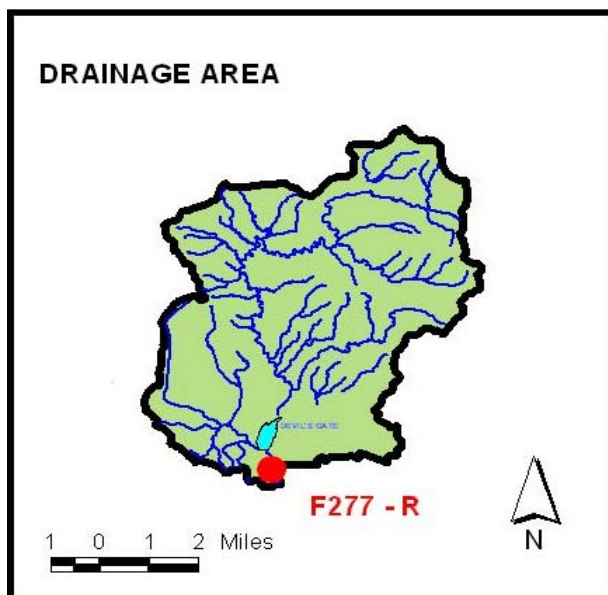 DRAINAGE AREA
DEVIL'S GATE
F277 - R
1 0 1 2 Miles
N